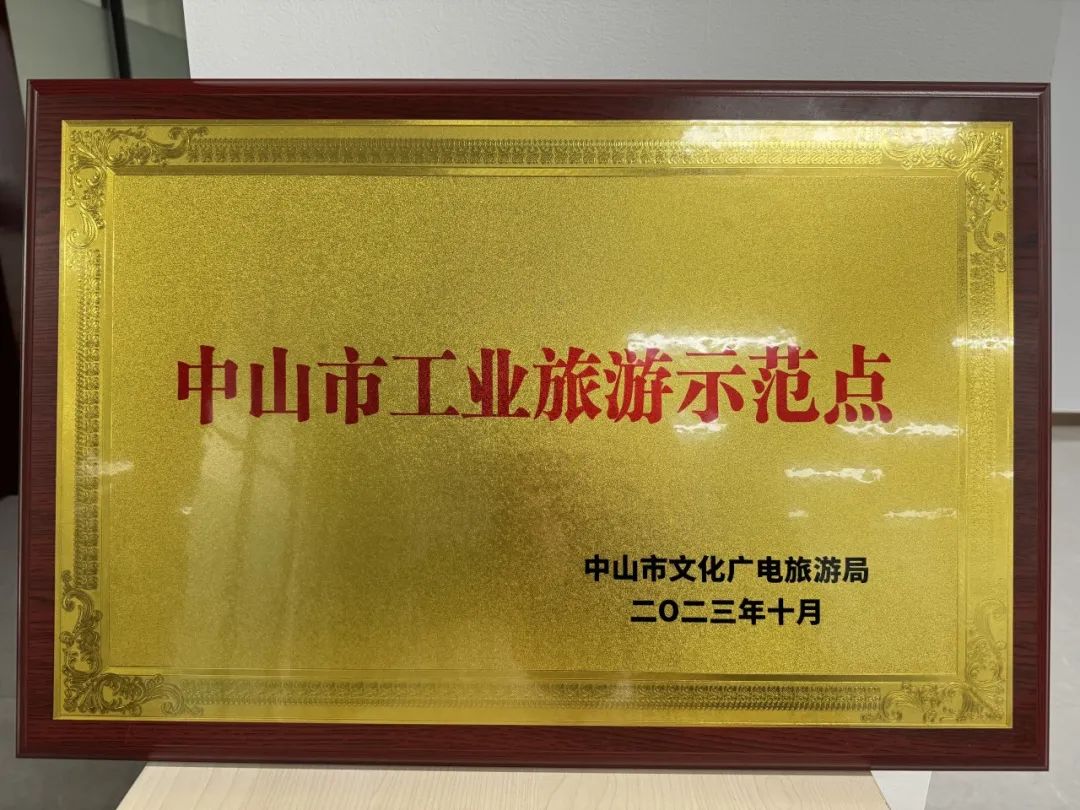 中山市工业旅游示范点
中山市文化广电旅游局
二〇二三年十月